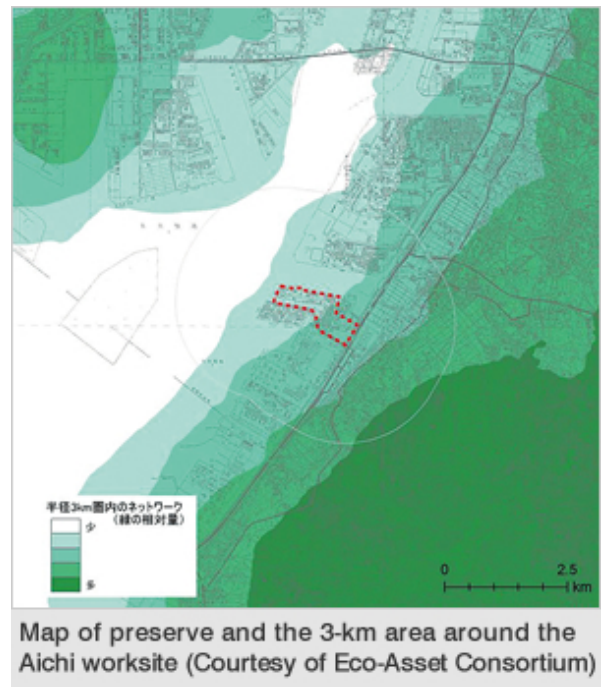 半径3km圏内のネットワーク
(緑の相対量)
少
多
0 2.5
km
Map of preserve and the 3-km area around the
Aichi worksite (Courtesy of Eco-Asset Consortium)